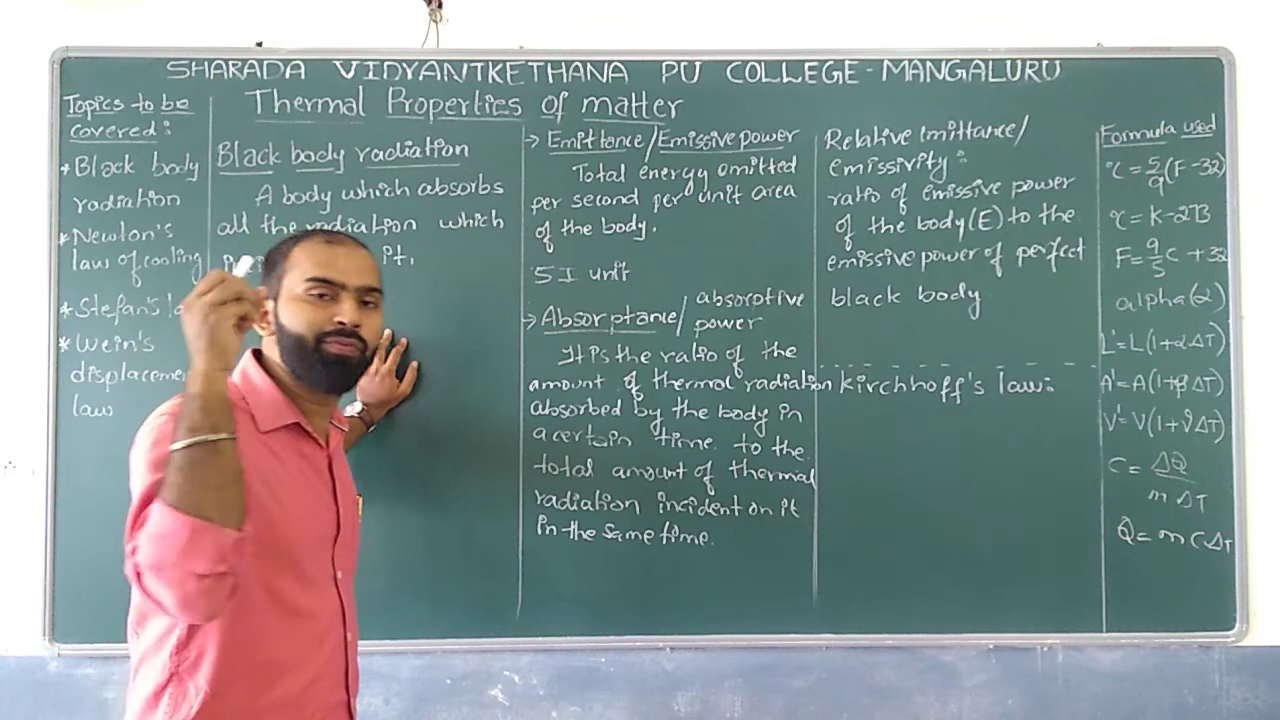 SHARADA VIDYANIKETHANA PU COLLEGE - MANGALURU
Thermal Properties of matter
Topics to be
covered:
* Black body
radiation
* Newton's
law of cooling
* Stefan's
* Wein's
displacemen
law
Black body radiation
A body which absorbs
all the radiation which
it.
→ Emittance/Emissive power
Total energy emitted
per second per unit area
of the body.
S I unit
→ Absorptance/ absorptive
power
It is the ratio of the
amount of thermal radiation
absorbed by the body in
a certain time to the
total amount of thermal
radiation incident on it
in the same time.
Relative Imittance/
emissivity:
ratio of emissive power
of the body(E) to the
emissive power of perfect
black body
Kirchhoff's law:
Formula used
°C = 5/9(F-32)
°C = K-273
F = 9/5 C + 32
alpha(α)
L' = L(1+αΔT)
A' = A(1+βΔT)
V' = V(1+γΔT)
C = ΔQ/mΔT
Q = mCΔT